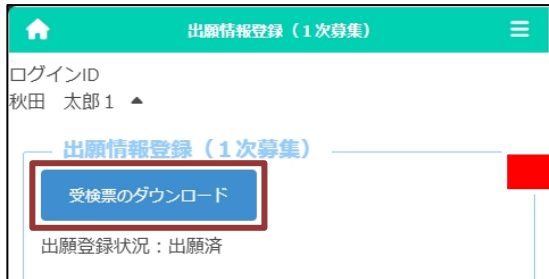 出願情報登録（１次募集）
ログインID
秋田　太郎１ ▲
出願情報登録（１次募集）
受検票のダウンロード
出願登録状況：出願済